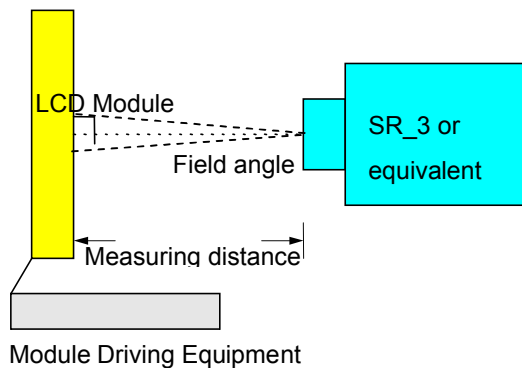 LCD Module
SR_3 or
equivalent
Field angle
Measuring distance
Module Driving Equipment